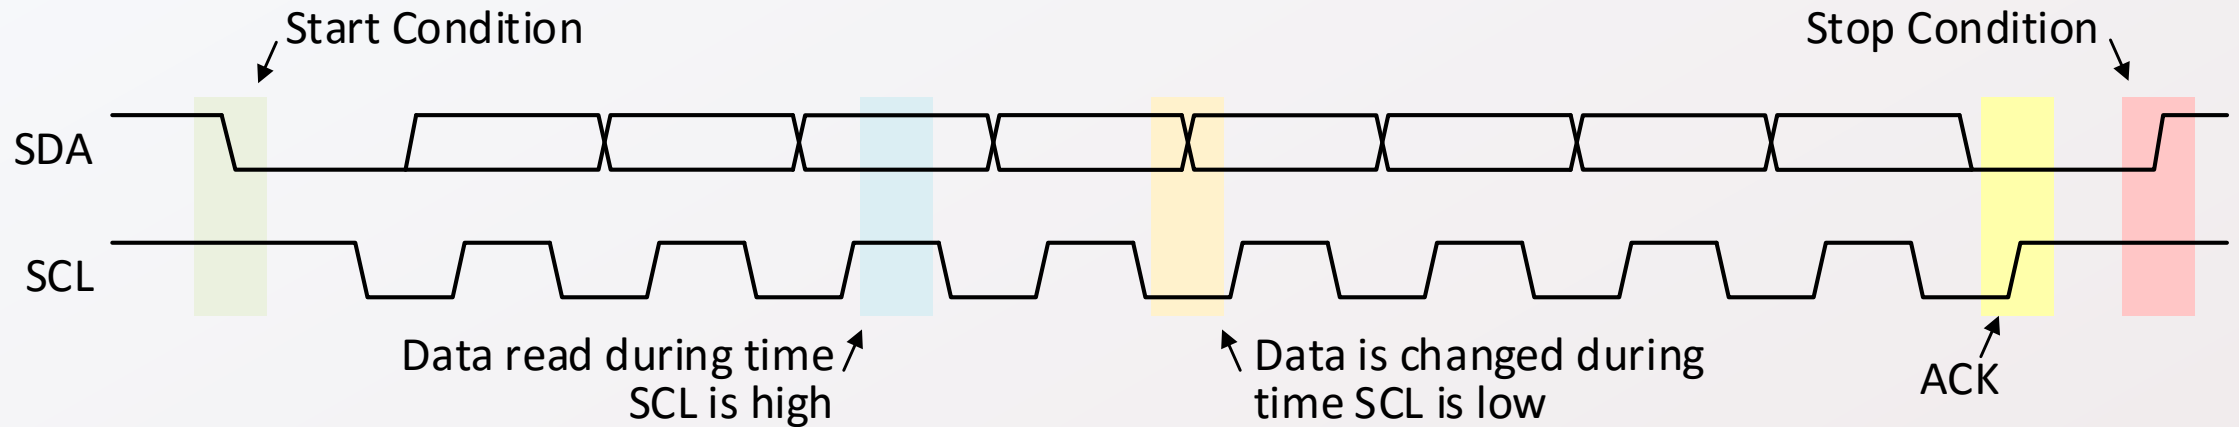 Start Condition
Stop Condition
SDA
SCL
Data read during time
SCL is high
Data is changed during
time SCL is low
ACK